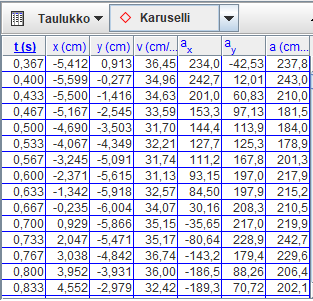 Taulukko Karuselli
t (s) x (cm) y (cm) v (cm/... ax ay a (cm...
0,367 -5,412 0,913 36,45 234,0 -42,53 237,8
0,400 -5,599 -0,277 34,96 242,7 12,01 243,0
0,433 -5,500 -1,416 34,63 201,0 60,83 210,0
0,467 -5,167 -2,545 33,59 153,3 97,13 181,5
0,500 -4,690 -3,503 31,70 144,4 113,9 184,0
0,533 -4,067 -4,349 32,21 127,7 125,3 178,9
0,567 -3,245 -5,091 31,74 111,2 167,8 201,3
0,600 -2,371 -5,615 31,13 93,15 197,0 217,9
0,633 -1,342 -5,918 32,57 84,50 197,9 215,2
0,667 -0,235 -6,004 34,07 30,16 208,3 210,5
0,700 0,929 -5,866 35,15 -35,65 217,0 219,9
0,733 2,047 -5,471 35,17 -80,64 228,9 242,7
0,767 3,038 -4,842 36,74 -143,2 179,4 229,6
0,800 3,952 -3,931 36,00 -186,5 88,26 206,4
0,833 4,552 -2,979 32,42 -189,3 70,72 202,1